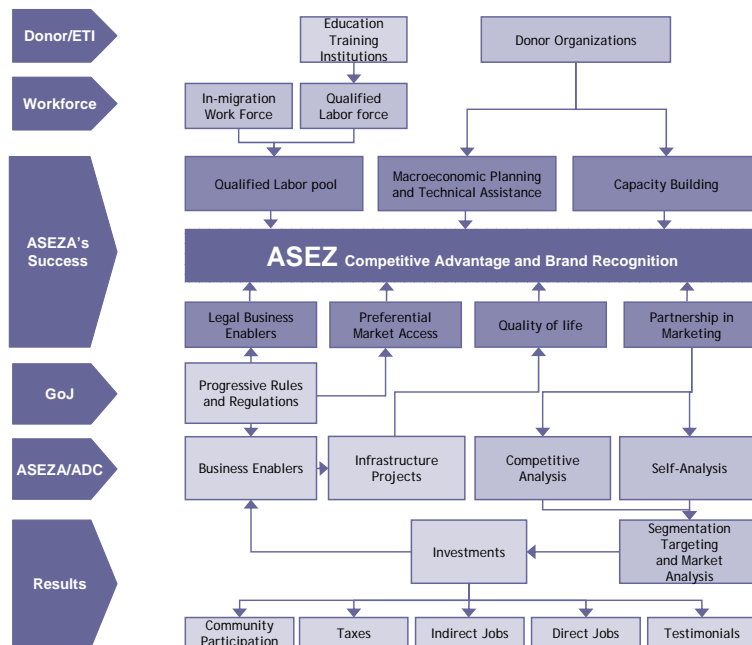 Donor/ETI
Education
Training
Institutions
Donor Organizations
Workforce
In-migration
Work Force
Qualified
Labor force
ASEZA's
Success
Qualified Labor pool
Macroeconomic Planning
and Technical Assistance
Capacity Building
ASEZ Competitive Advantage and Brand Recognition
Legal Business
Enablers
Preferential
Market Access
Quality of life
Partnership in
Marketing
GoJ
Progressive Rules
and Regulations
ASEZA/ADC
Business Enablers
Infrastructure
Projects
Competitive
Analysis
Self-Analysis
Results
Investments
Segmentation
Targeting
and Market
Analysis
Community
Participation
Taxes
Indirect Jobs
Direct Jobs
Testimonials